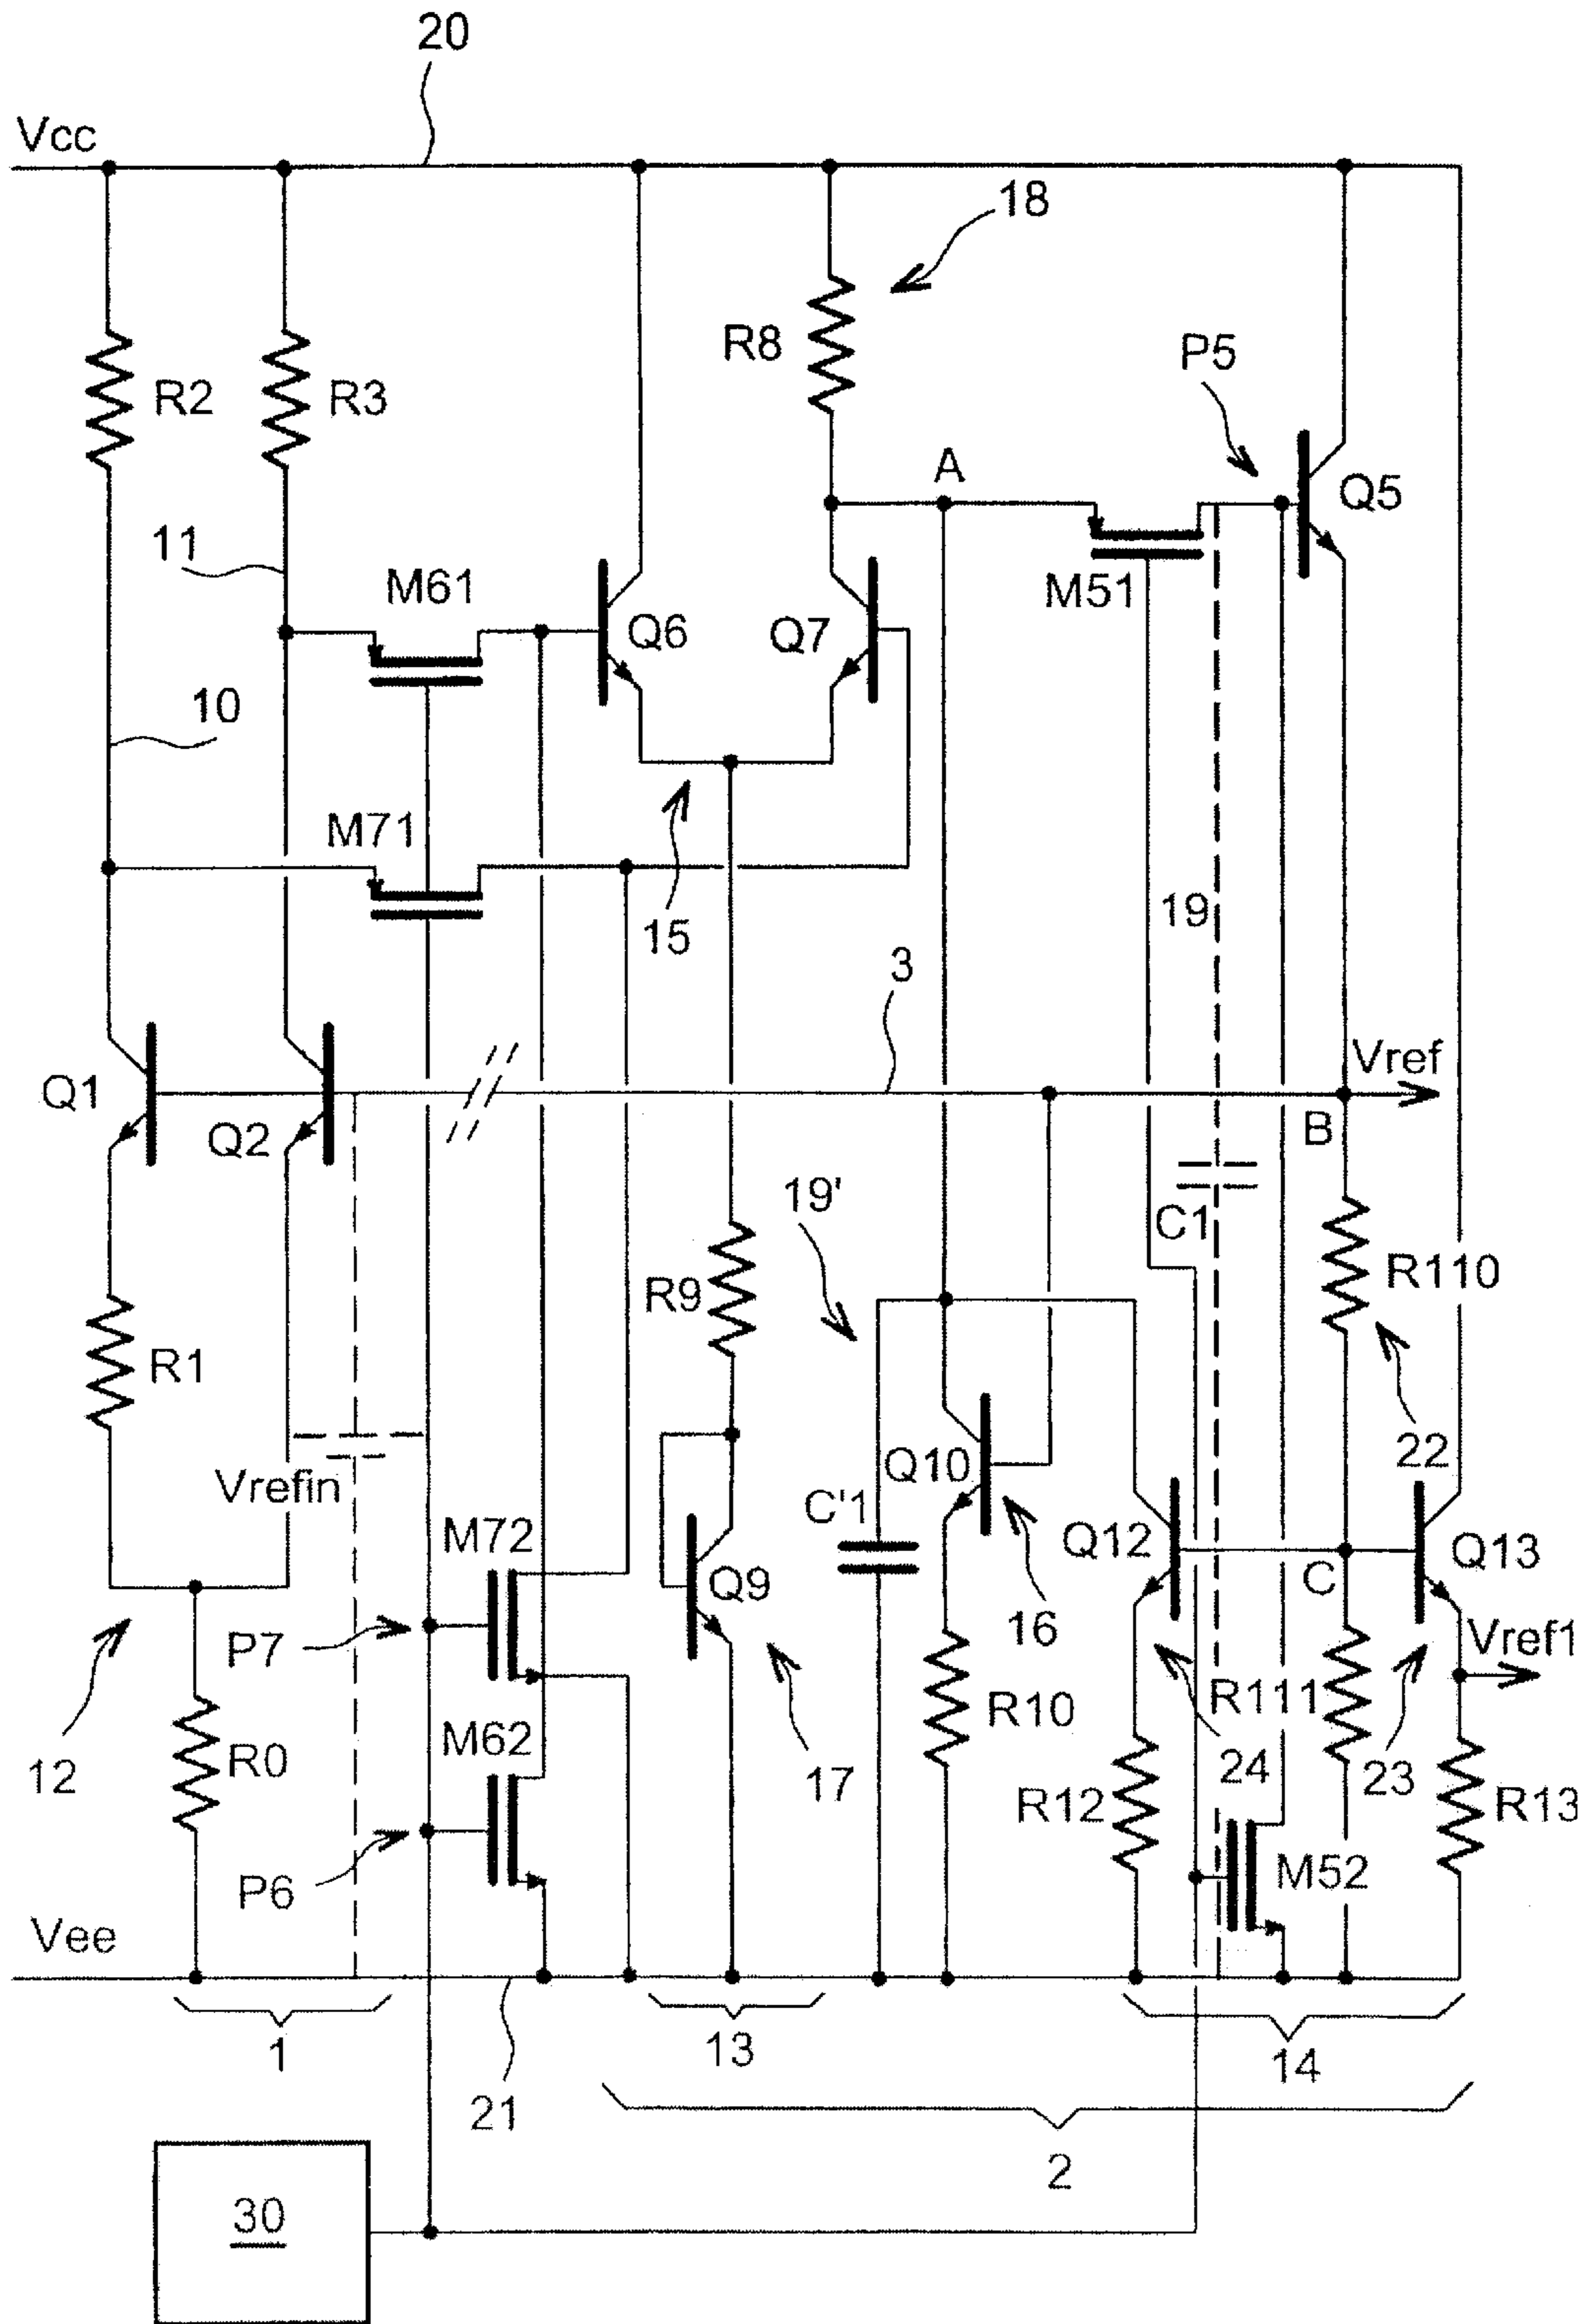 20
Vcc
18
R2
R3
R8
P5
A
Q5
11
M61
Q6
Q7
M51
10
M71
15
19
3
Vref
Q1
Q2
B
19'
C1
R110
R9
R1
22
Vrefin
C'1
Q10
Q12
Q13
M72
Q9
C
16
P7
Vref1
R111
R10
M62
12
R0
17
24
23
R12
R13
P6
M52
Vee
1
13
14
21
2
30